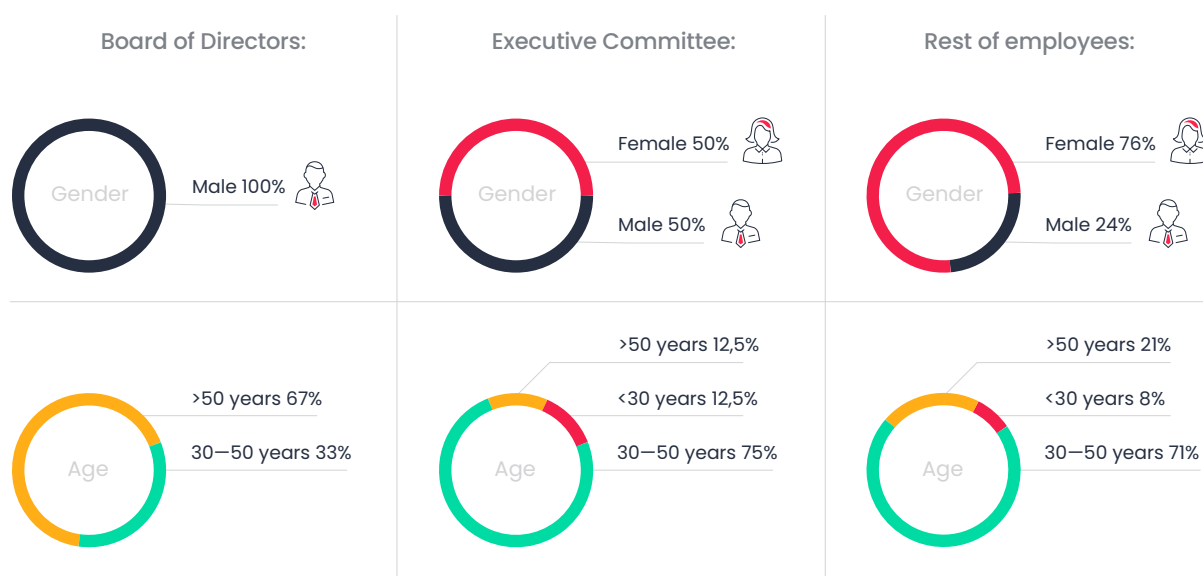 Board of Directors:
Executive Committee:
Rest of employees:
Gender
Male 100%
Gender
Female 50%
Male 50%
Gender
Female 76%
Male 24%
Age
>50 years 67%
30—50 years 33%
Age
>50 years 12,5%
<30 years 12,5%
30—50 years 75%
Age
>50 years 21%
<30 years 8%
30—50 years 71%